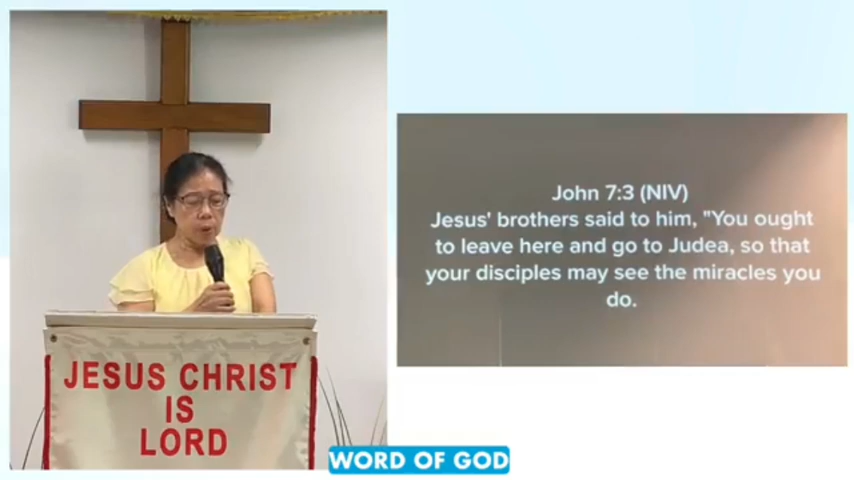 JESUS CHRIST
IS
LORD
John 7:3 (NIV)
Jesus' brothers said to him, "You ought
to leave here and go to Judea, so that
your disciples may see the miracles you
do.
WORD OF GOD